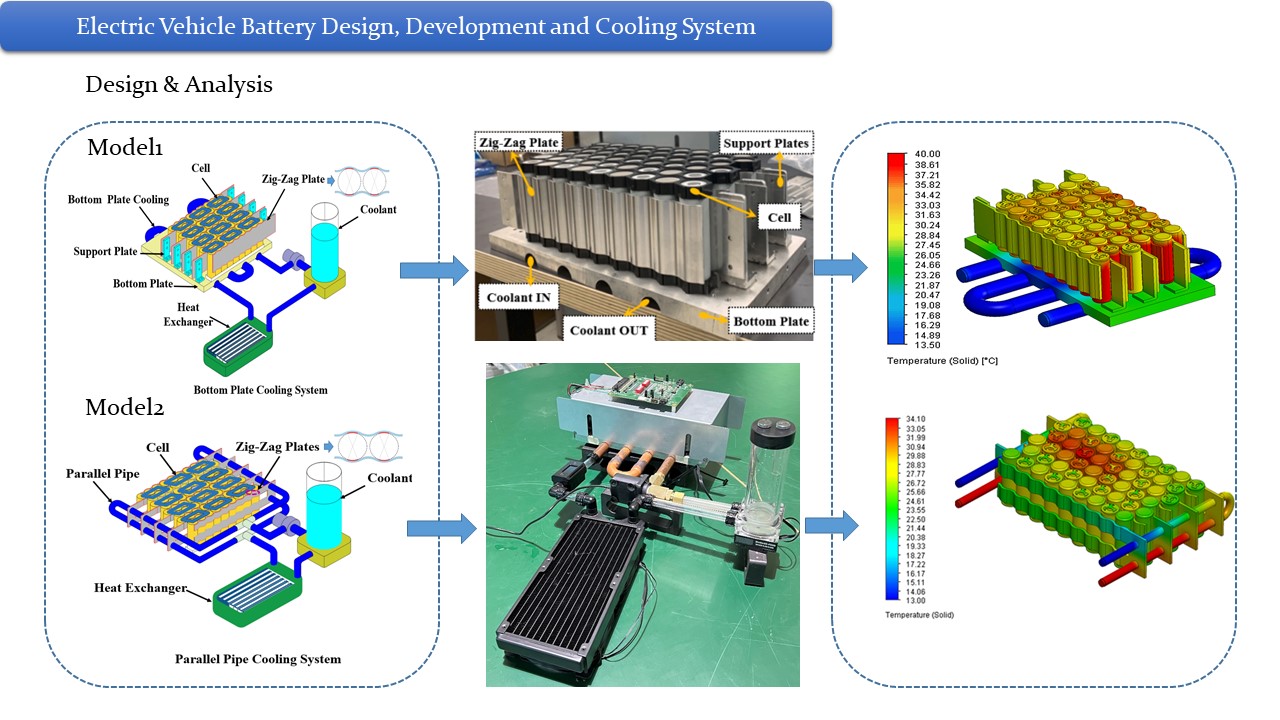 Electric Vehicle Battery Design, Development and Cooling System
Design & Analysis
Model1
Cell
Zig-Zag Plate
Bottom Plate Cooling
Coolant
Support Plate
Bottom Plate
Heat
Exchanger
Bottom Plate Cooling System
Model2
Cell
Zig-Zag Plates
Parallel Pipe
Coolant
Heat Exchanger
Parallel Pipe Cooling System
Zig-Zag Plate
Support Plates
Cell
Coolant IN
Coolant OUT
Bottom Plate
40.00
38.61
37.21
35.82
34.42
33.03
31.63
30.24
28.84
27.45
26.05
24.66
23.26
21.87
20.47
19.08
17.68
16.29
14.89
13.50
Temperature (Solid) [°C]
34.10
33.05
31.99
30.94
29.88
28.83
27.77
26.72
25.66
24.61
23.55
22.50
21.44
20.38
19.33
18.27
17.22
16.17
15.11
14.06
13.00
Temperature (Solid)